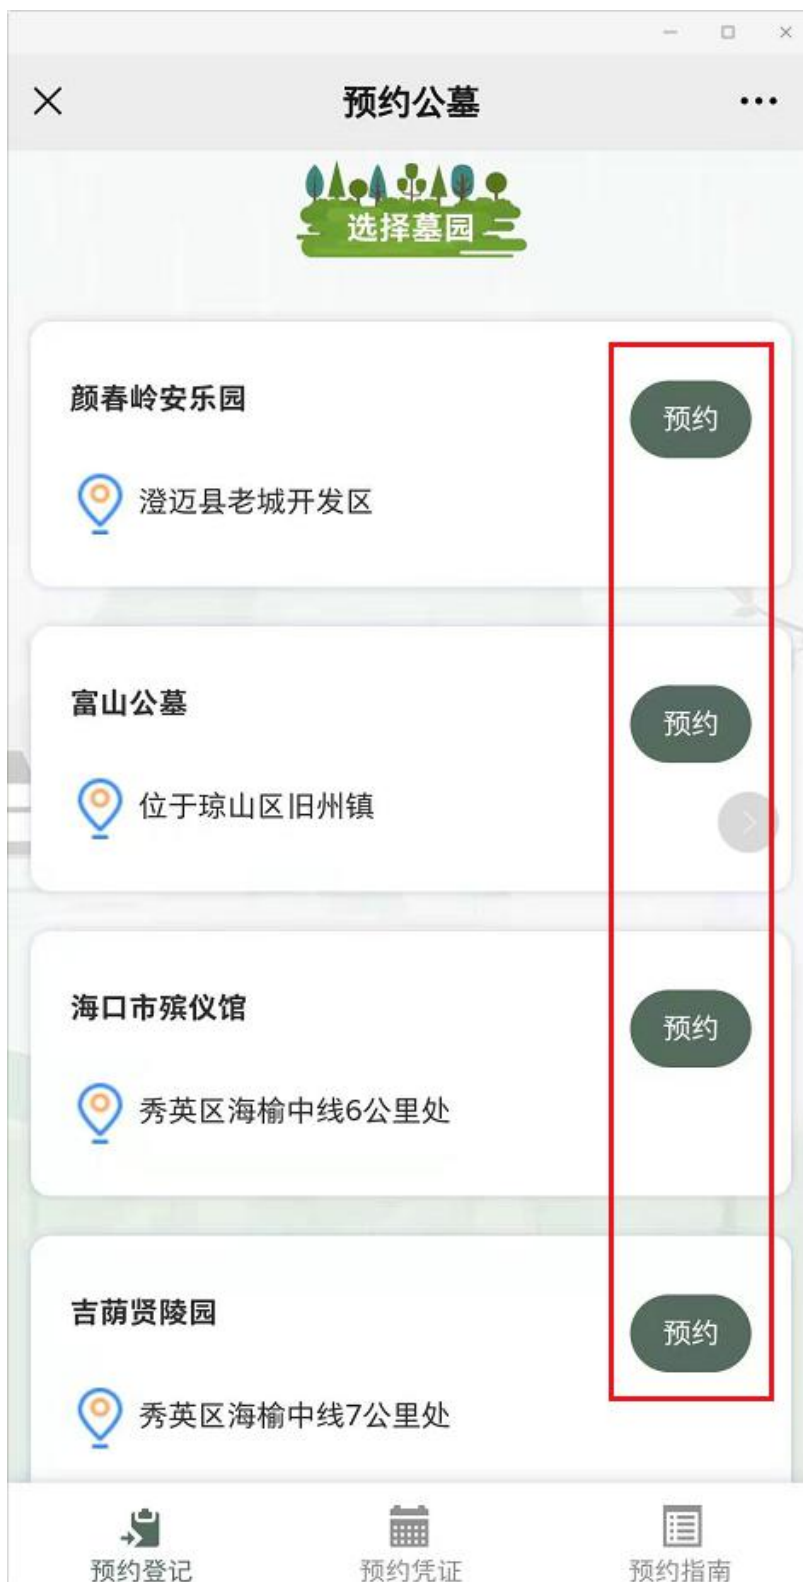 预约公墓
选择墓园
颜春岭安乐园
预约
澄迈县老城开发区
富山公墓
预约
位于琼山区旧州镇
海口市殡仪馆
预约
秀英区海榆中线6公里处
吉荫贤陵园
预约
秀英区海榆中线7公里处
预约登记
预约凭证
预约指南